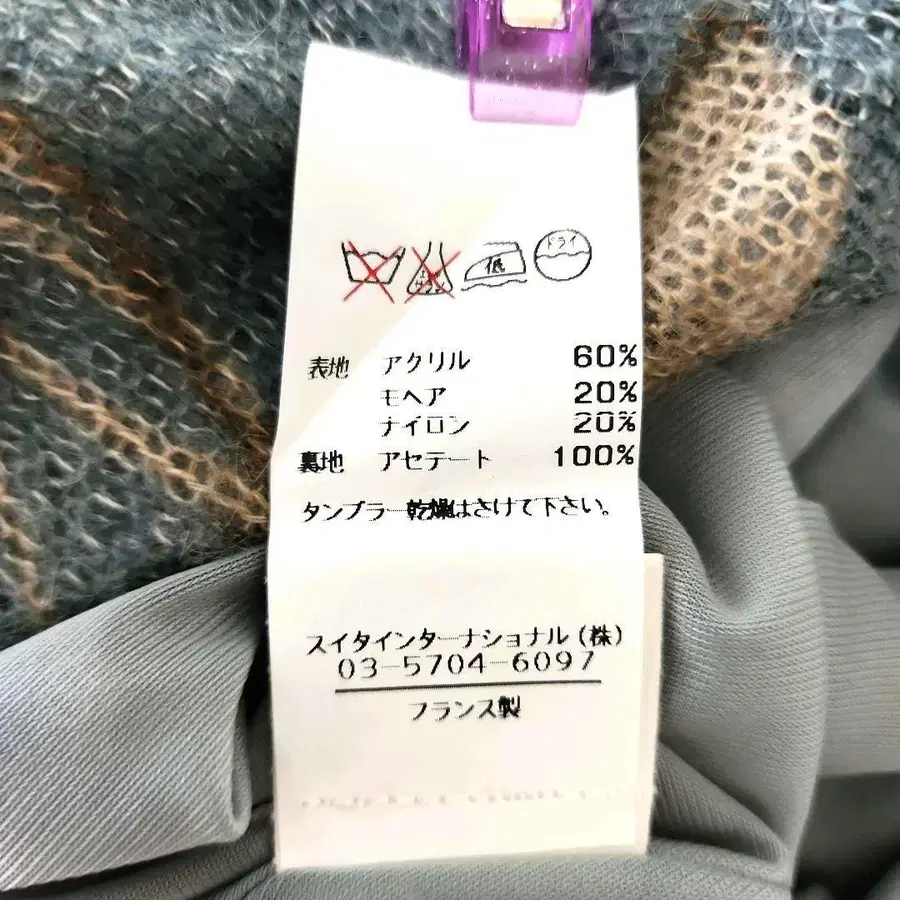 低
ドライ
表地 アクリル 60%
モヘア 20%
ナイロン 20%
裏地 アセテート 100%
タンブラー乾燥はさけて下さい。
スイタインターナショナル(株)
03-5704-6097
フランス製